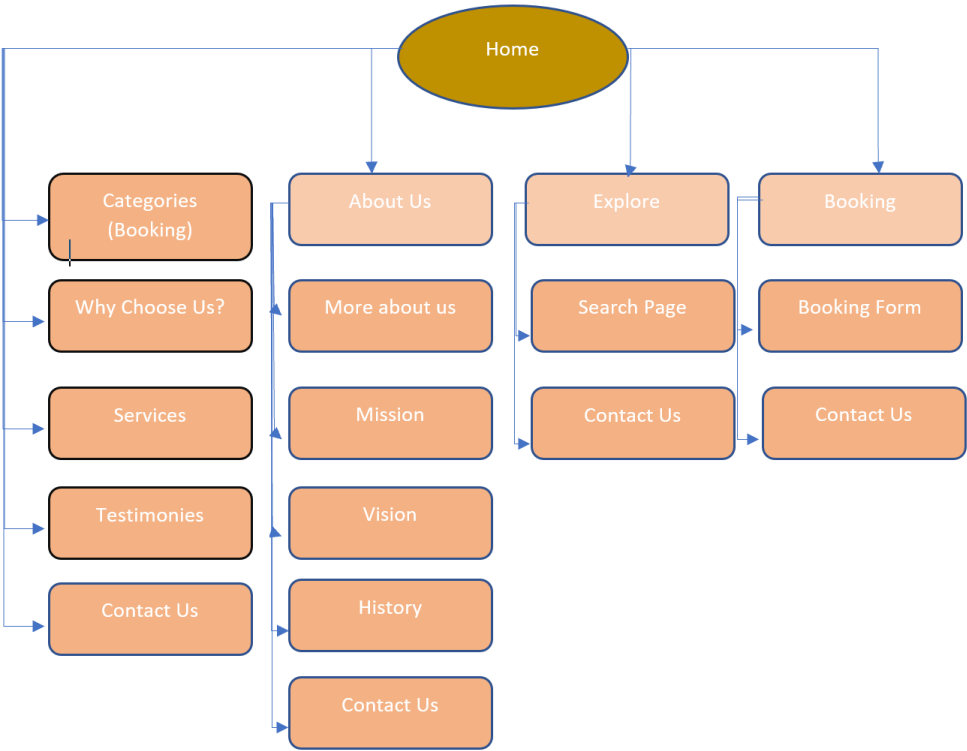 Home
Categories
(Booking)
Why Choose Us?
Services
Testimonies
Contact Us
About Us
More about us
Mission
Vision
History
Contact Us
Explore
Search Page
Contact Us
Booking
Booking Form
Contact Us